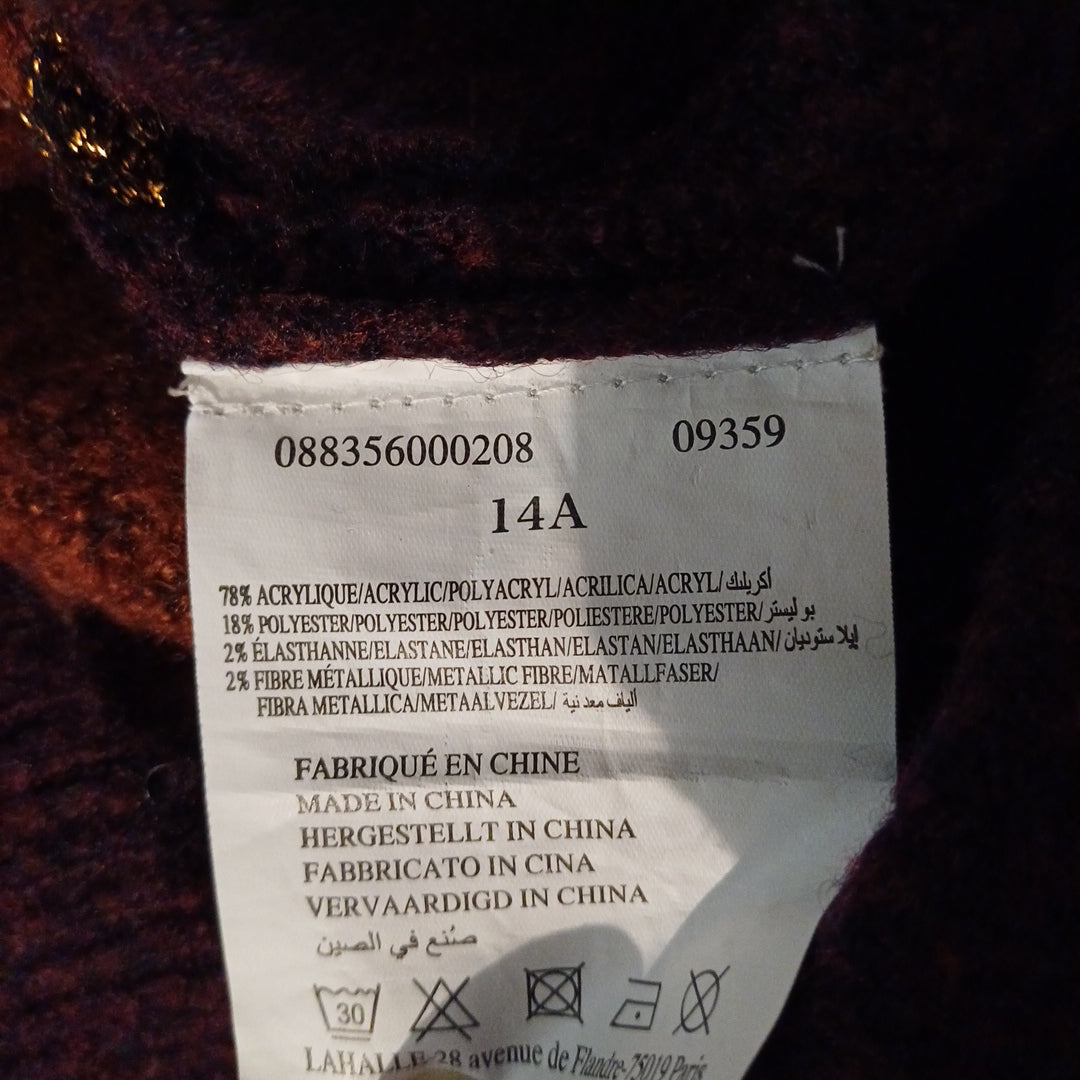 088356000208 09359
14A
78% ACRYLIQUE/ACRYLIC/POLYACRYL/ACRILICA/ACRYL/أكريليك
18% POLYESTER/POLYESTER/POLYESTER/POLIESTERE/POLYESTER/بوليستر
2% ÉLASTHANNE/ELASTANE/ELASTHAN/ELASTAN/ELASTHAAN/إيلاستوديان
2% FIBRE MÉTALLIQUE/METALLIC FIBRE/MATALLFASER/
FIBRA METALLICA/METAALVEZEL/ألياف معدنية
FABRIQUÉ EN CHINE
MADE IN CHINA
HERGESTELLT IN CHINA
FABBRICATO IN CINA
VERVAARDIGD IN CHINA
صُنع في الصين
30
LAHALLE-28 avenue de Flandre-75019 Paris